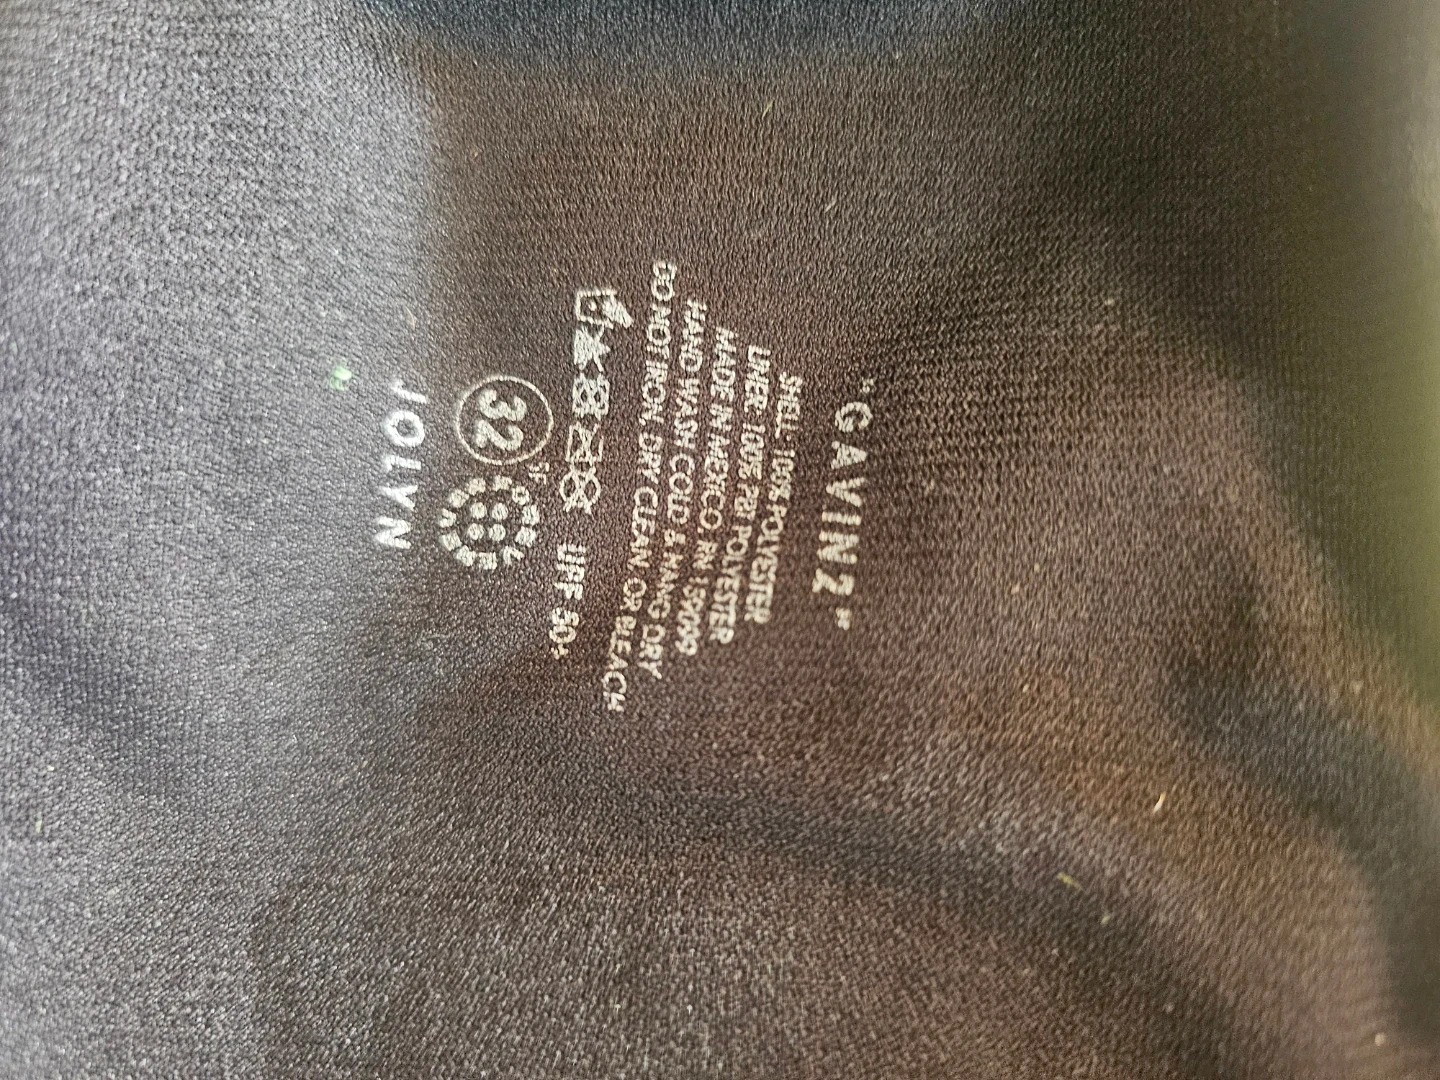 JOLYN
32
UPF 50+
DO NOT IRON, DRY CLEAN, OR BLEACH
HAND WASH COLD & HANG DRY
MADE IN MEXICO RN 159099
LINER: 100% PBT POLYESTER
SHELL: 100% POLYESTER
"GAVIN2"